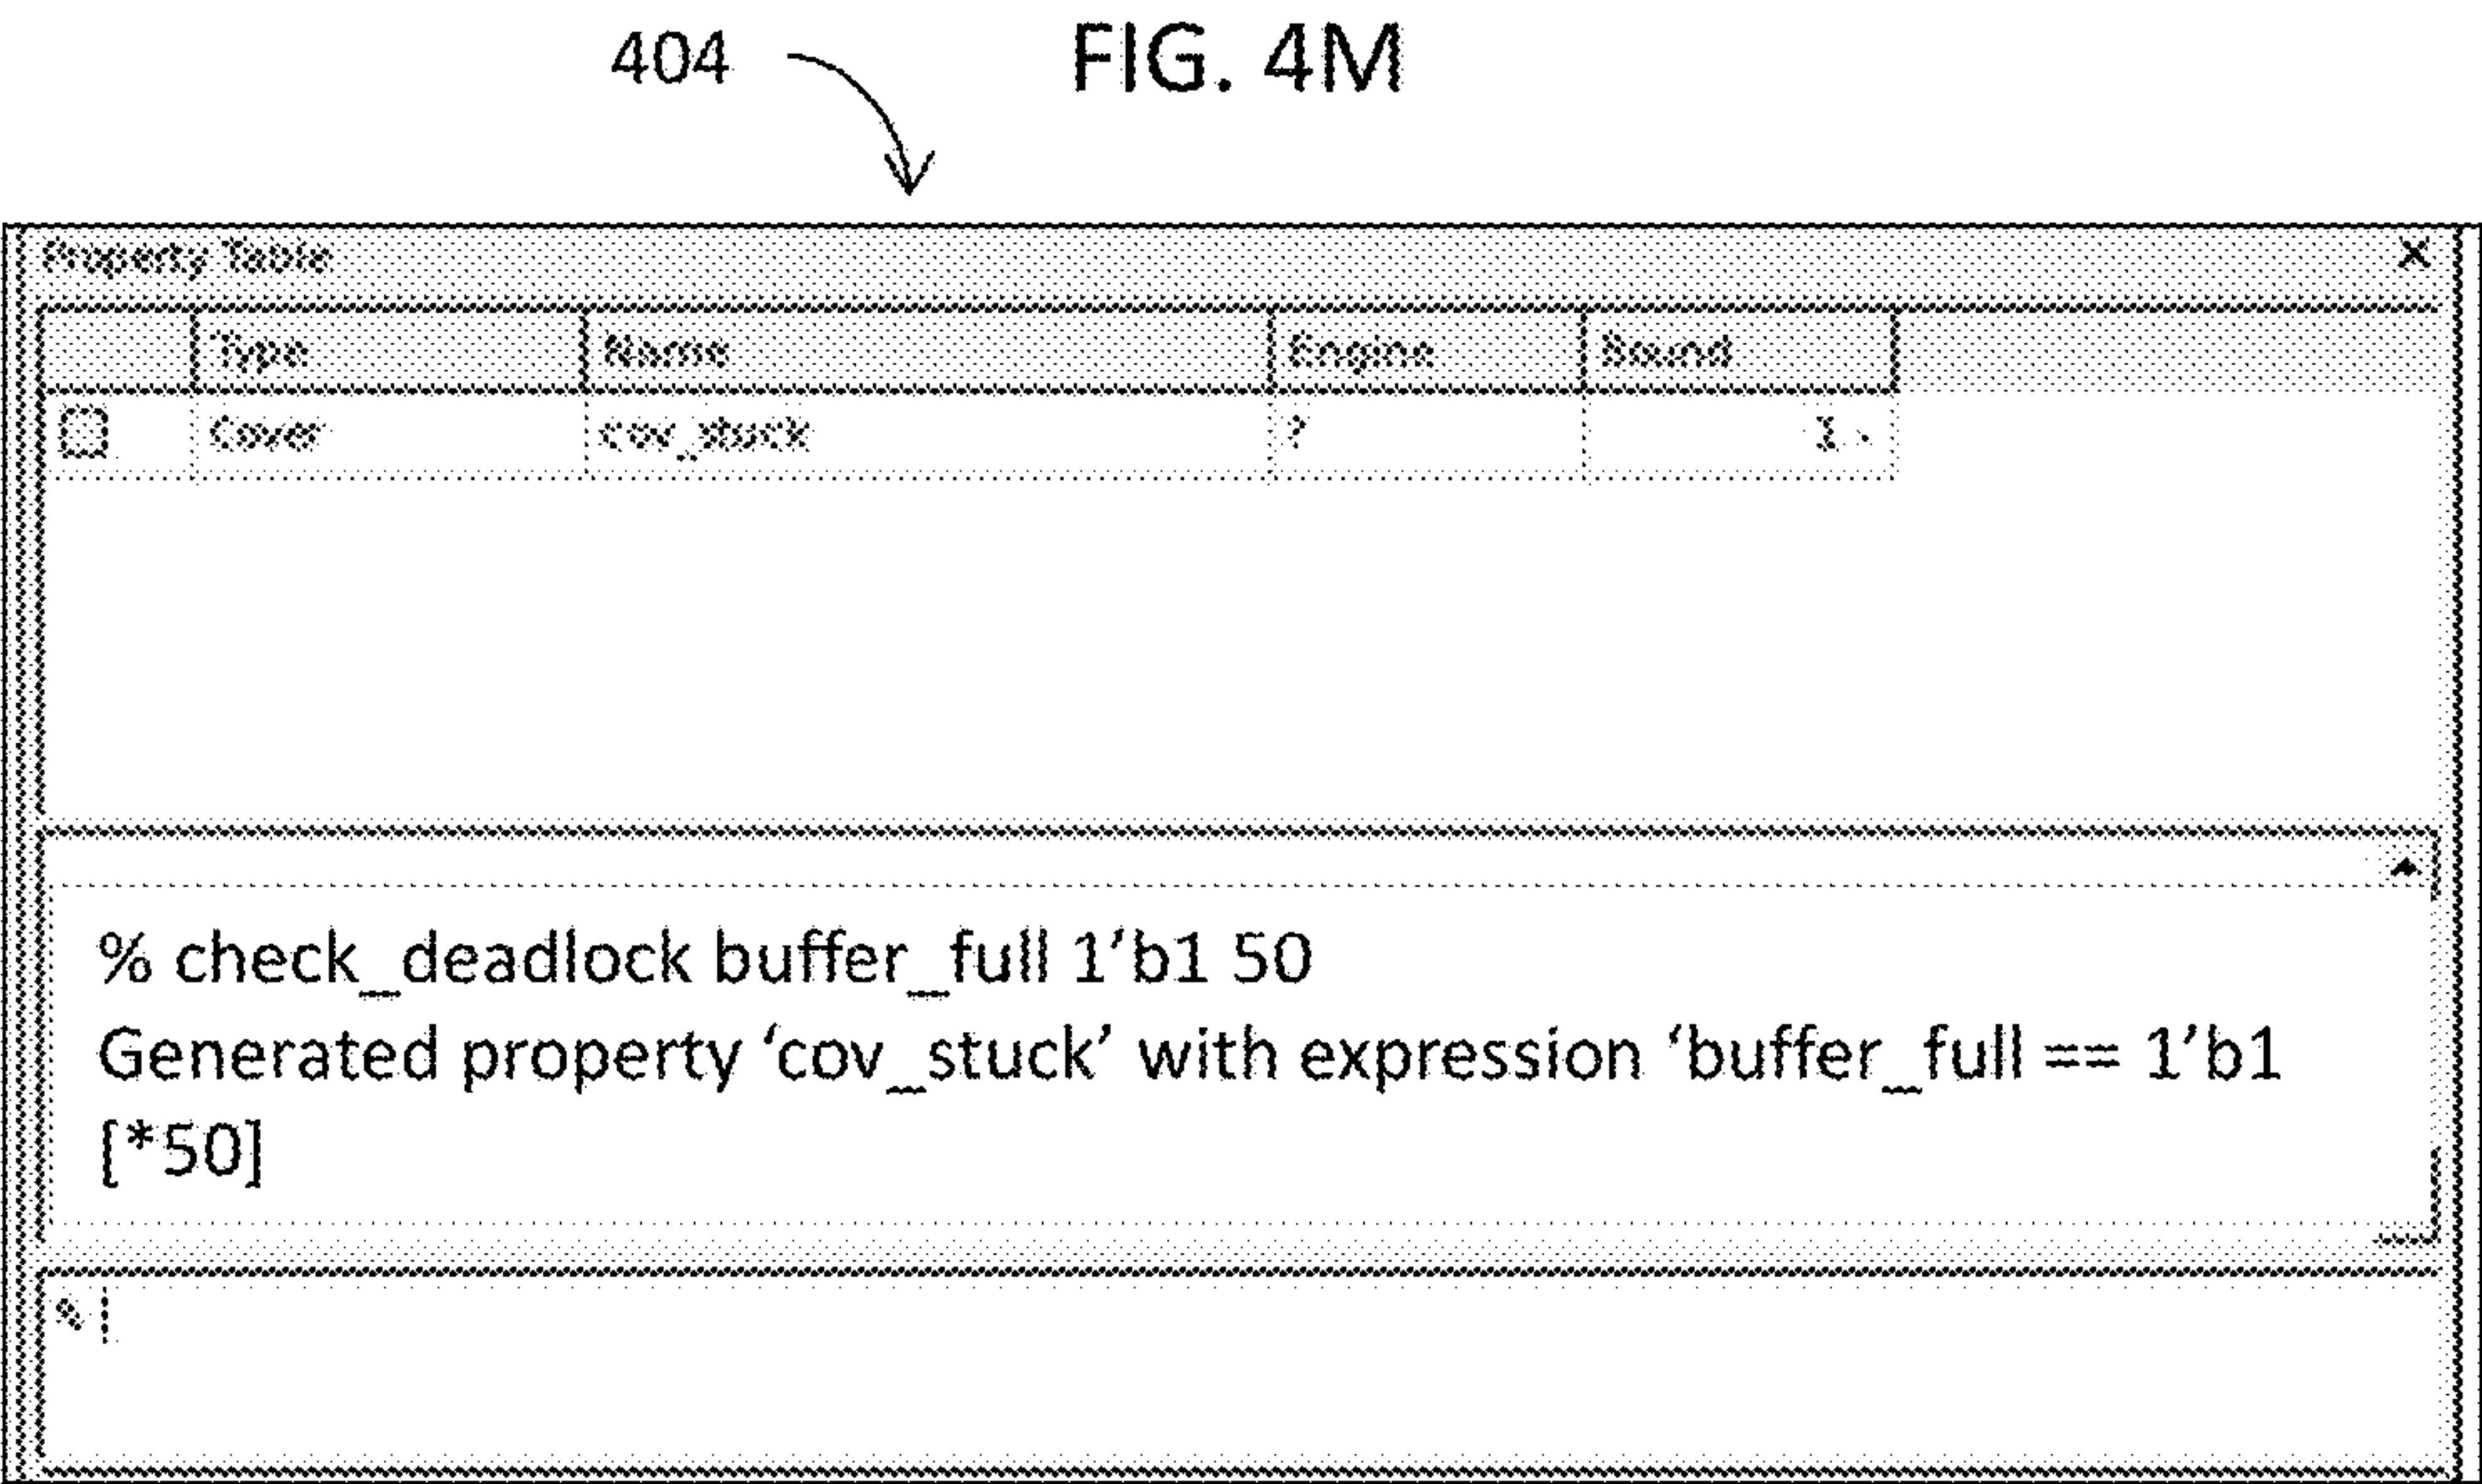 404
FIG. 4M
Property Table
Type Name Engine Bound
Cover cov_stuck ? 1 -
% check_deadlock buffer_full 1’b1 50
Generated property ‘cov_stuck’ with expression ‘buffer_full == 1’b1
[*50]
%